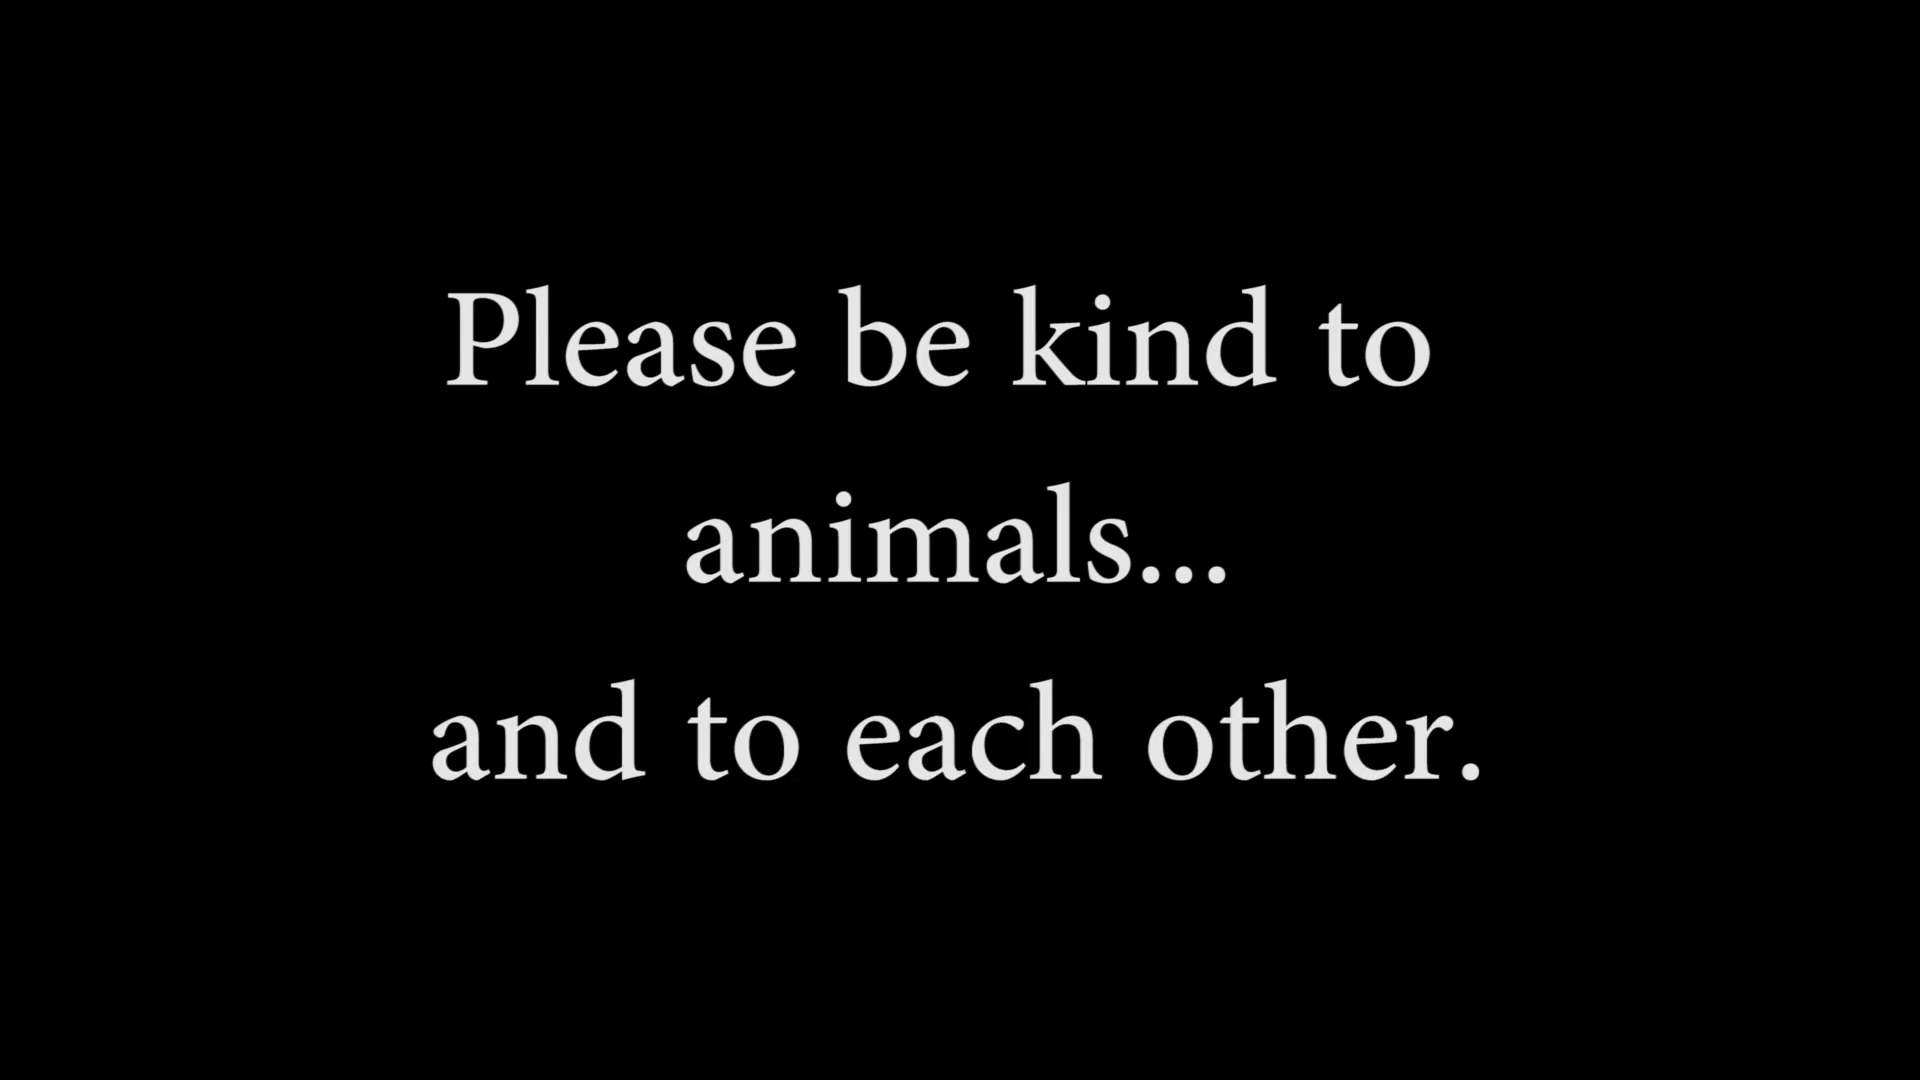 Please be kind to
animals...
and to each other.